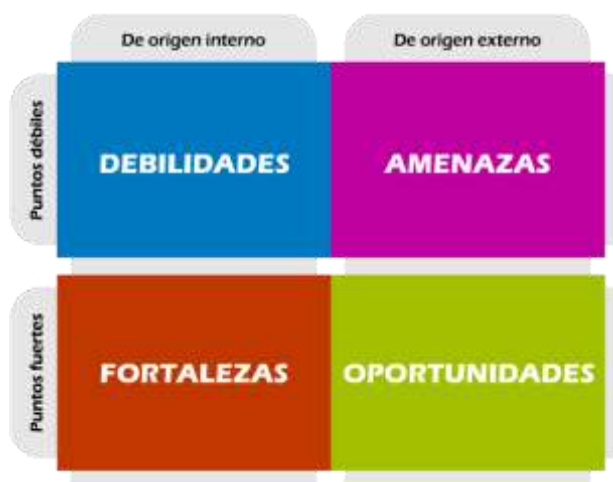 De origen interno
De origen externo
Puntos débiles
DEBILIDADES
AMENAZAS
Puntos fuertes
FORTALEZAS
OPORTUNIDADES